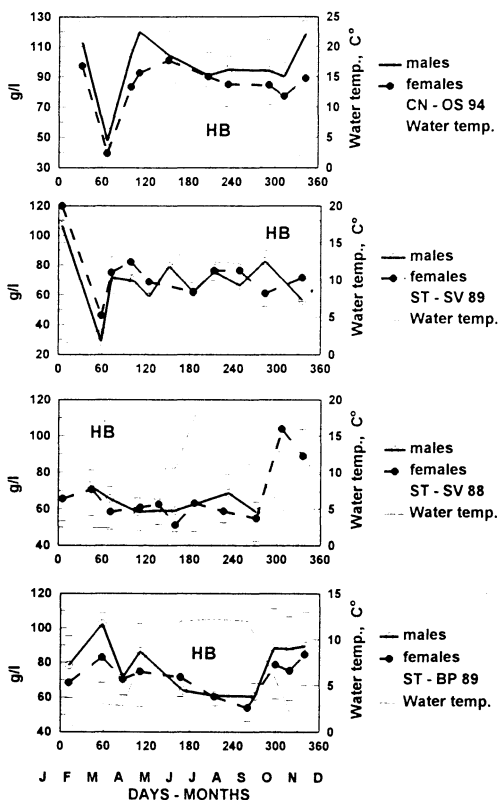 130
110
90
70
50
30
g/l
HB
25
20
15
10
5
0
Water temp., C°
0 60 120 180 240 300 360
males
females
CN - OS 94
Water temp.
120
100
80
60
40
20
g/l
HB
20
15
10
5
0
Water temp., C°
0 60 120 180 240 300 360
males
females
ST - SV 89
Water temp.
120
100
80
60
40
g/l
HB
20
15
10
5
0
Water temp., C°
0 60 120 180 240 300 360
males
females
ST - SV 88
Water temp.
120
100
80
60
40
g/l
HB
15
10
5
0
Water temp., C°
0 60 120 180 240 300 360
males
females
ST - BP 89
Water temp.
J F M A M J J A S O N D
DAYS - MONTHS